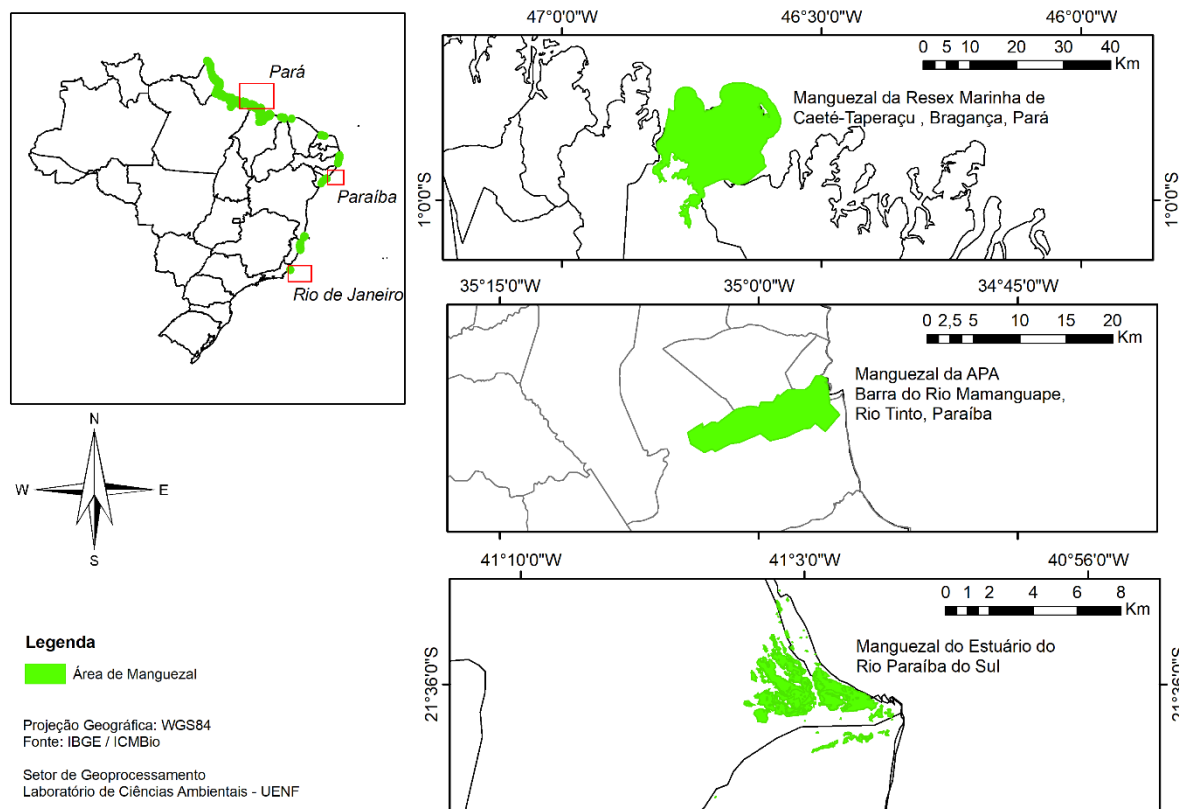 Pará
Paraíba
Rio de Janeiro
N
W
E
S
Legenda
Área de Manguezal
Projeção Geográfica: WGS84
Fonte: IBGE / ICMBio
Setor de Geoprocessamento
Laboratório de Ciências Ambientais - UENF
47°0'0"W 46°30'0"W 46°0'0"W
0 5 10 20 30 40
Km
Manguezal da Resex Marinha de
Caeté-Taperaçu , Bragança, Pará
1°0'0"S
1°0'0"S
35°15'0"W 35°0'0"W 34°45'0"W
0 2,5 5 10 15 20
Km
Manguezal da APA
Barra do Rio Mamanguape,
Rio Tinto, Paraíba
41°10'0"W 41°3'0"W 40°56'0"W
0 1 2 4 6 8
Km
Manguezal do Estuário do
Rio Paraíba do Sul
21°36'0"S
21°36'0"S